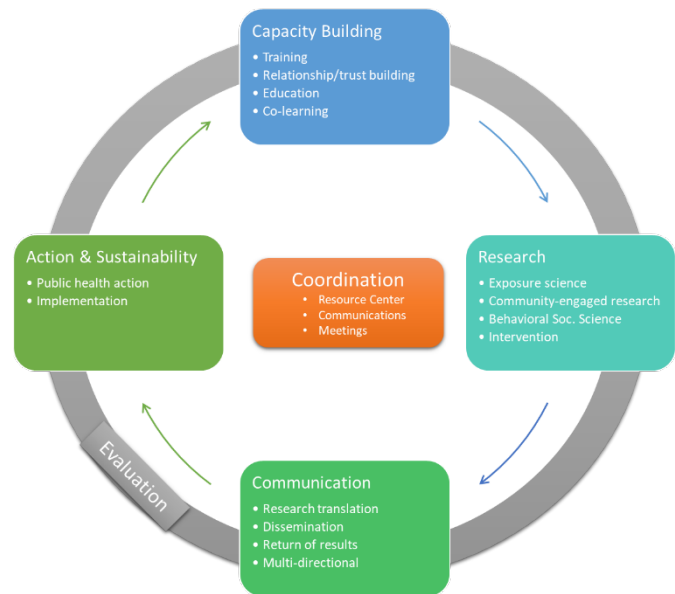 Capacity Building
• Training
• Relationship/trust building
• Education
• Co-learning
Action & Sustainability
• Public health action
• Implementation
Coordination
• Resource Center
• Communications
• Meetings
Research
• Exposure science
• Community-engaged research
• Behavioral Soc. Science
• Intervention
Evaluation
Communication
• Research translation
• Dissemination
• Return of results
• Multi-directional